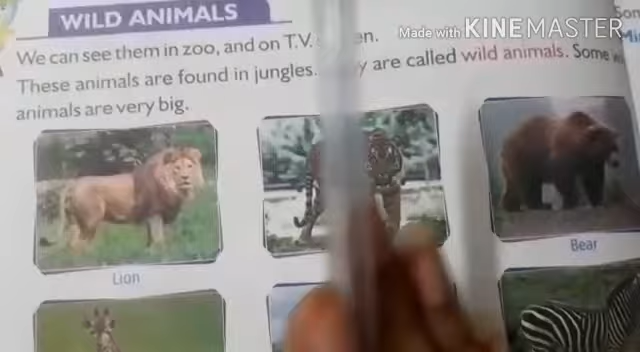 WILD ANIMALS
Made with KINEMASTER
We can see them in zoo, and on T.V.
These animals are found in jungles. are called wild animals. Some
animals are very big.
Lion
Bear